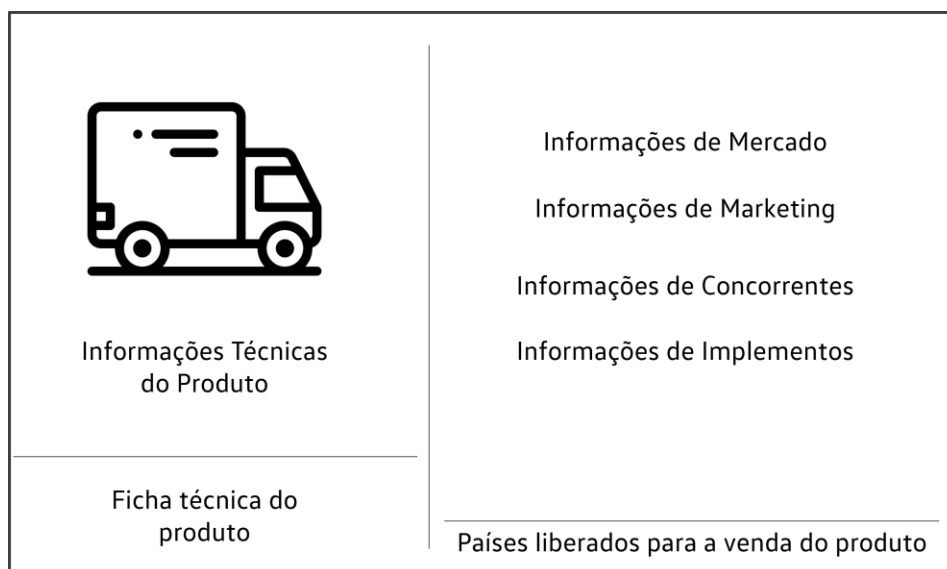 Informações Técnicas
do Produto
Ficha técnica do
produto
Informações de Mercado
Informações de Marketing
Informações de Concorrentes
Informações de Implementos
Países liberados para a venda do produto